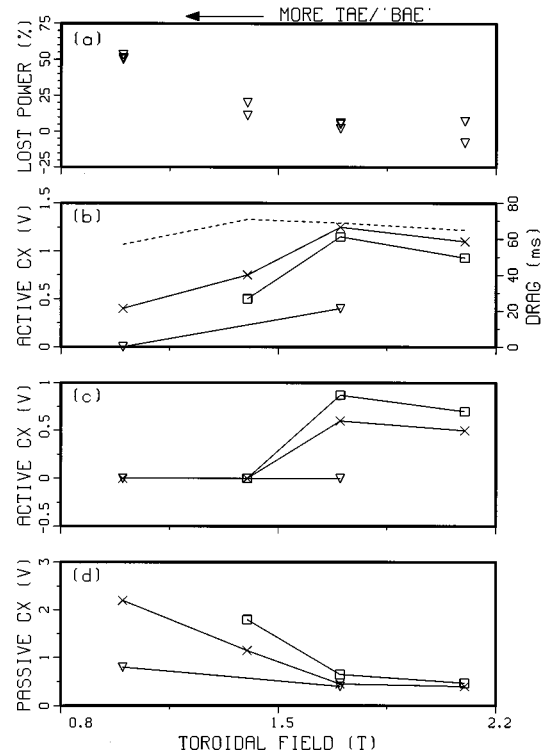 MORE TAE/'BAE'
(a)
LOST POWER (%)
75
50
25
0
-25
(b)
ACTIVE CX (V)
1.5
1
0.5
0
80
60
40
20
0
DRAG (ms)
(c)
ACTIVE CX (V)
1
0.5
0
-0.5
(d)
PASSIVE CX (V)
3
2
1
0
0.8
1.5
2.2
TOROIDAL FIELD (T)